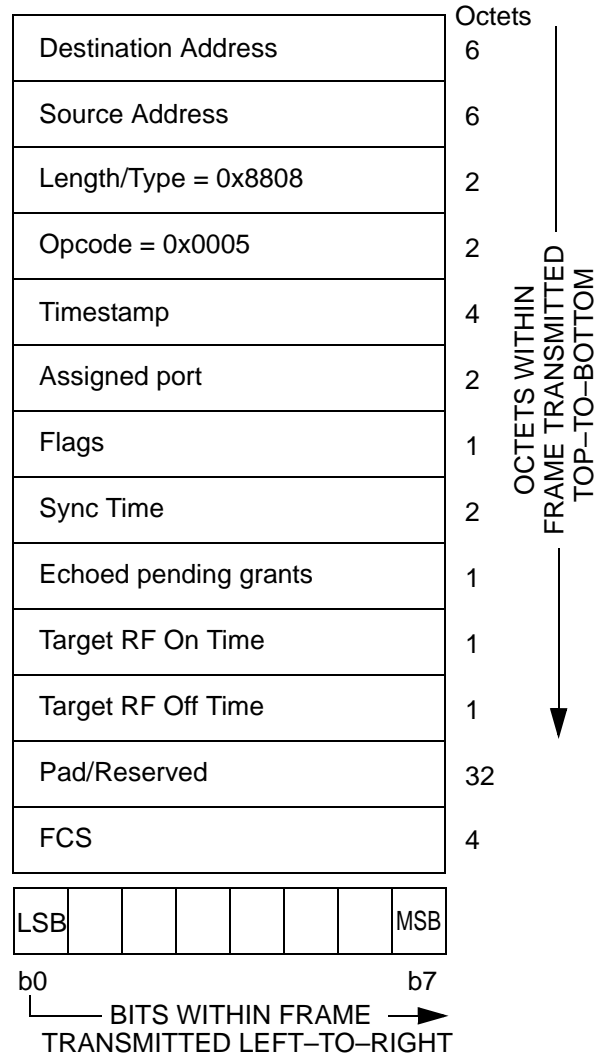 Octets
Destination Address 6
Source Address 6
Length/Type = 0x8808 2
Opcode = 0x0005 2
Timestamp 4
Assigned port 2
Flags 1
Sync Time 2
Echoed pending grants 1
Target RF On Time 1
Target RF Off Time 1
Pad/Reserved 32
FCS 4
OCTETS WITHIN
FRAME TRANSMITTED
TOP–TO–BOTTOM
LSB MSB
b0 b7
BITS WITHIN FRAME
TRANSMITTED LEFT–TO–RIGHT